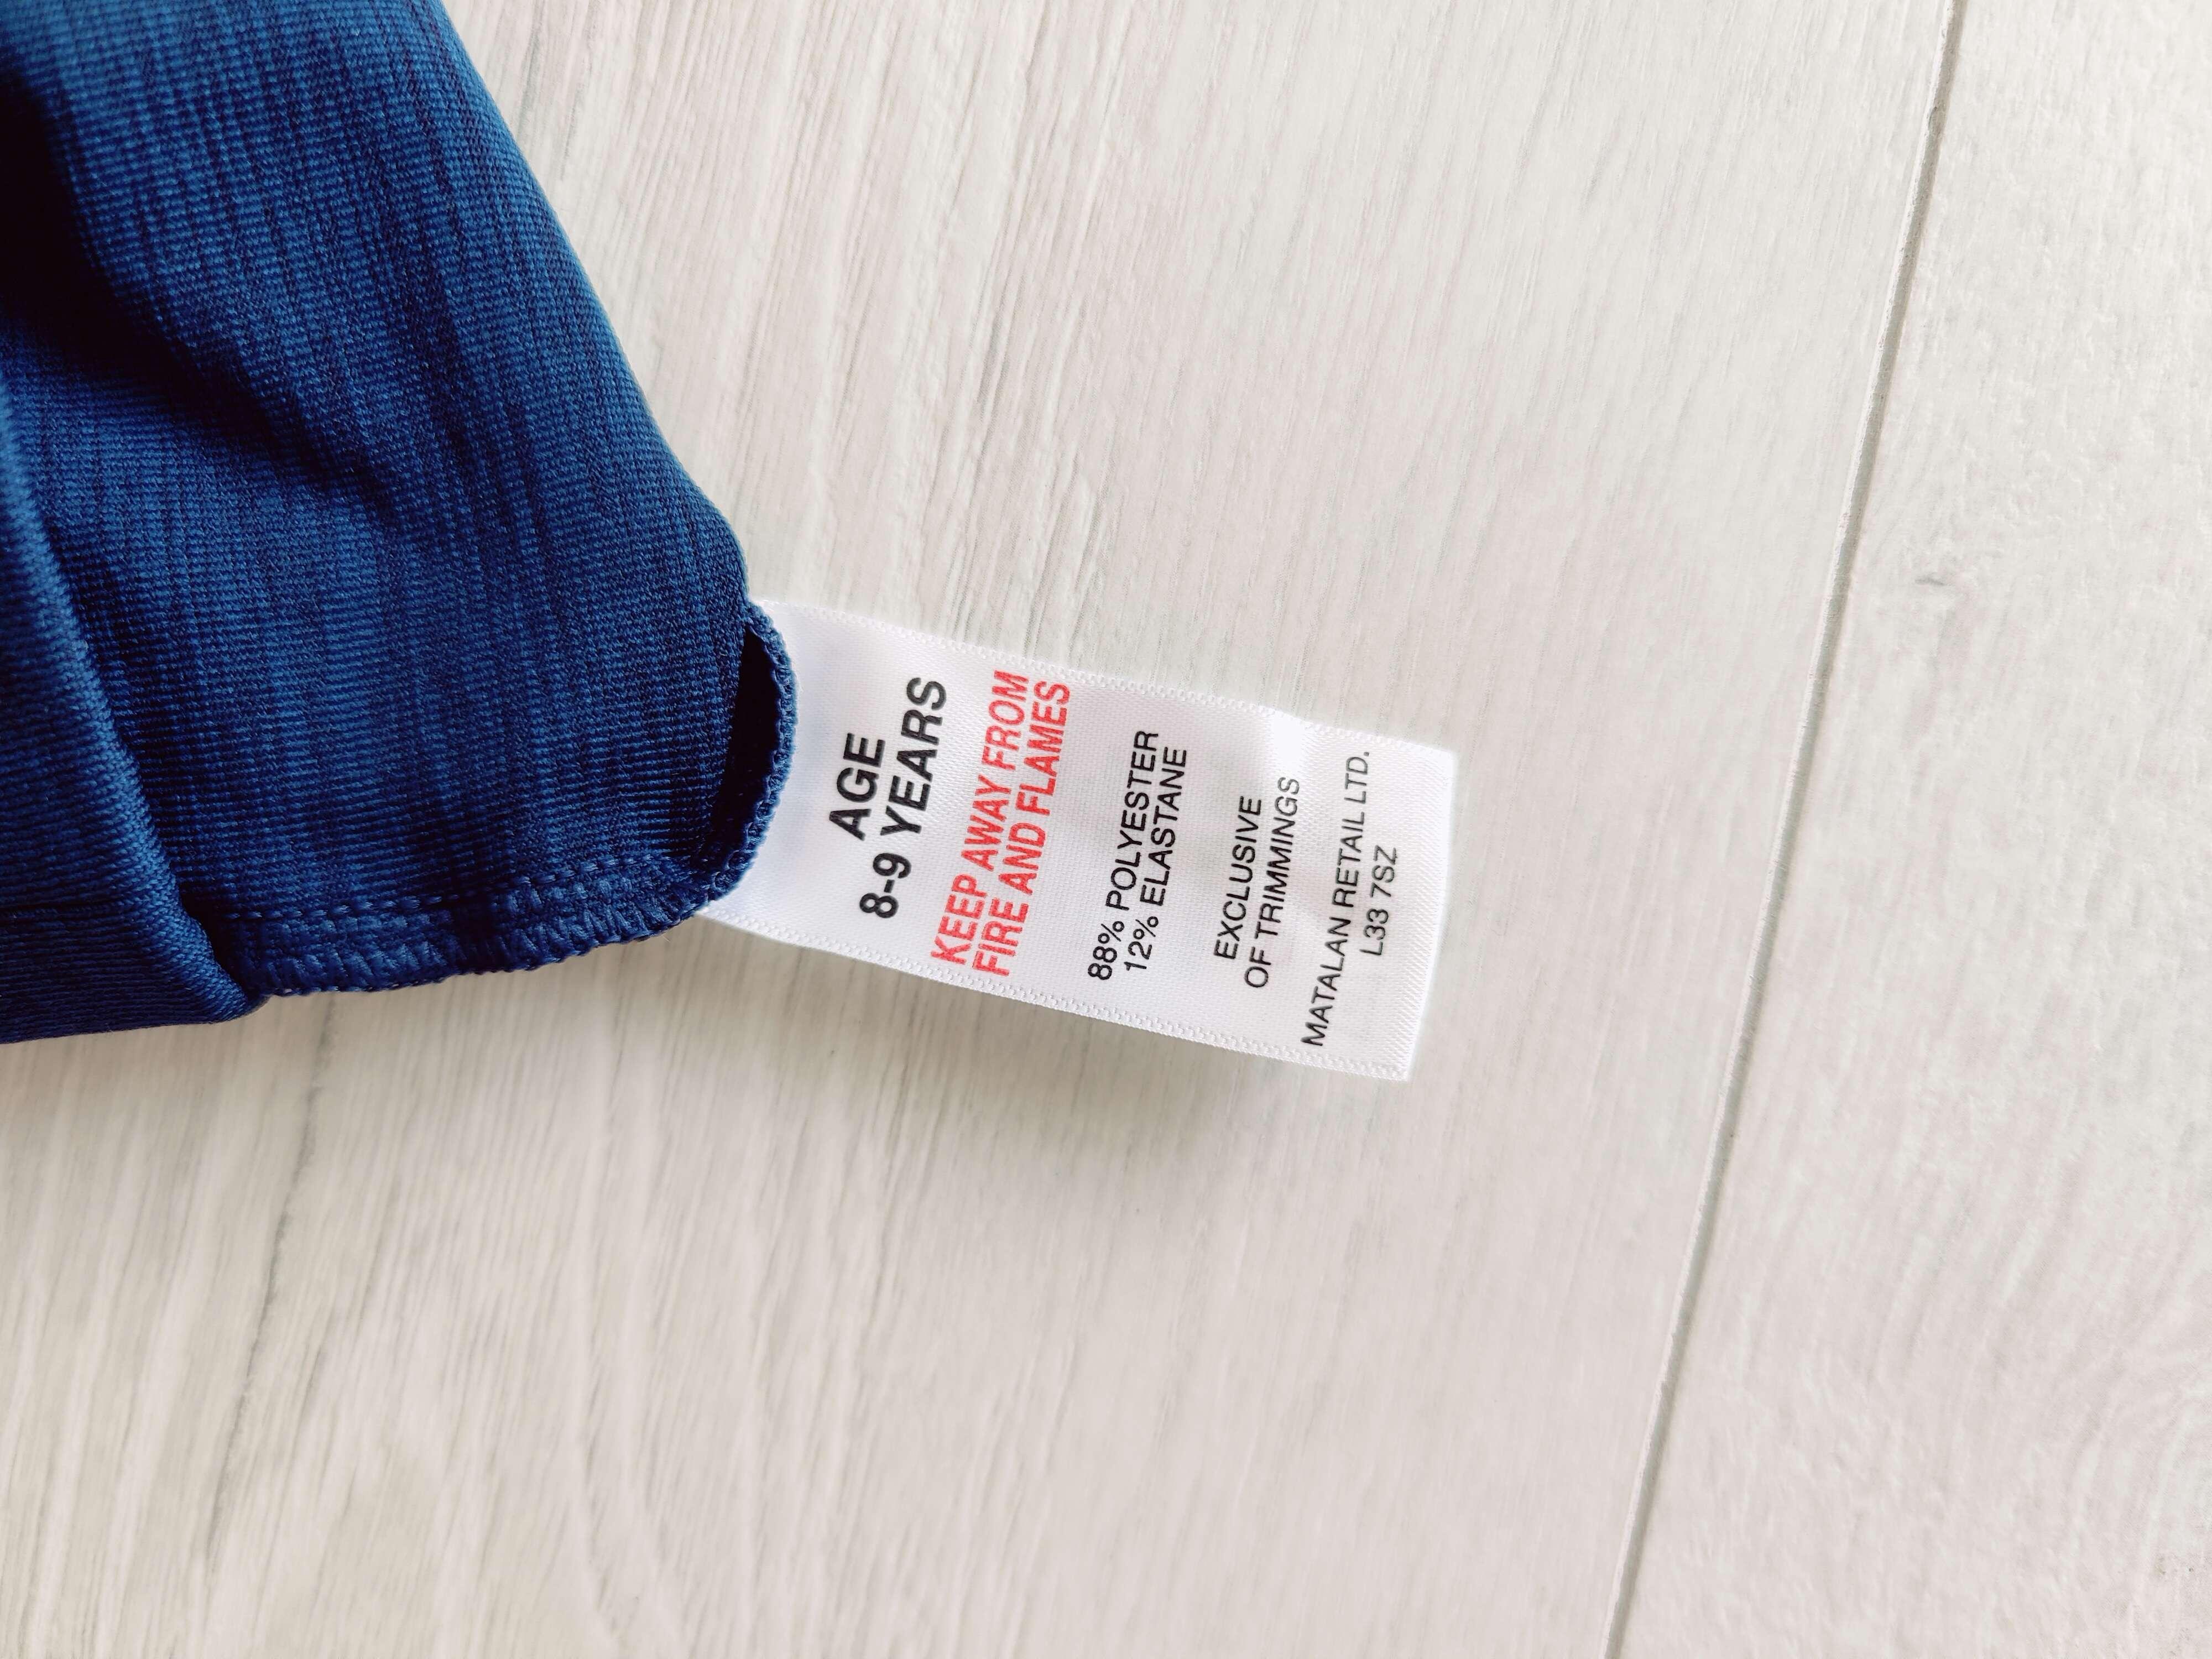 AGE
8-9 YEARS
KEEP AWAY FROM
FIRE AND FLAMES
88% POLYESTER
12% ELASTANE
EXCLUSIVE
OF TRIMMINGS
MATALAN RETAIL LTD.
L33 7SZ